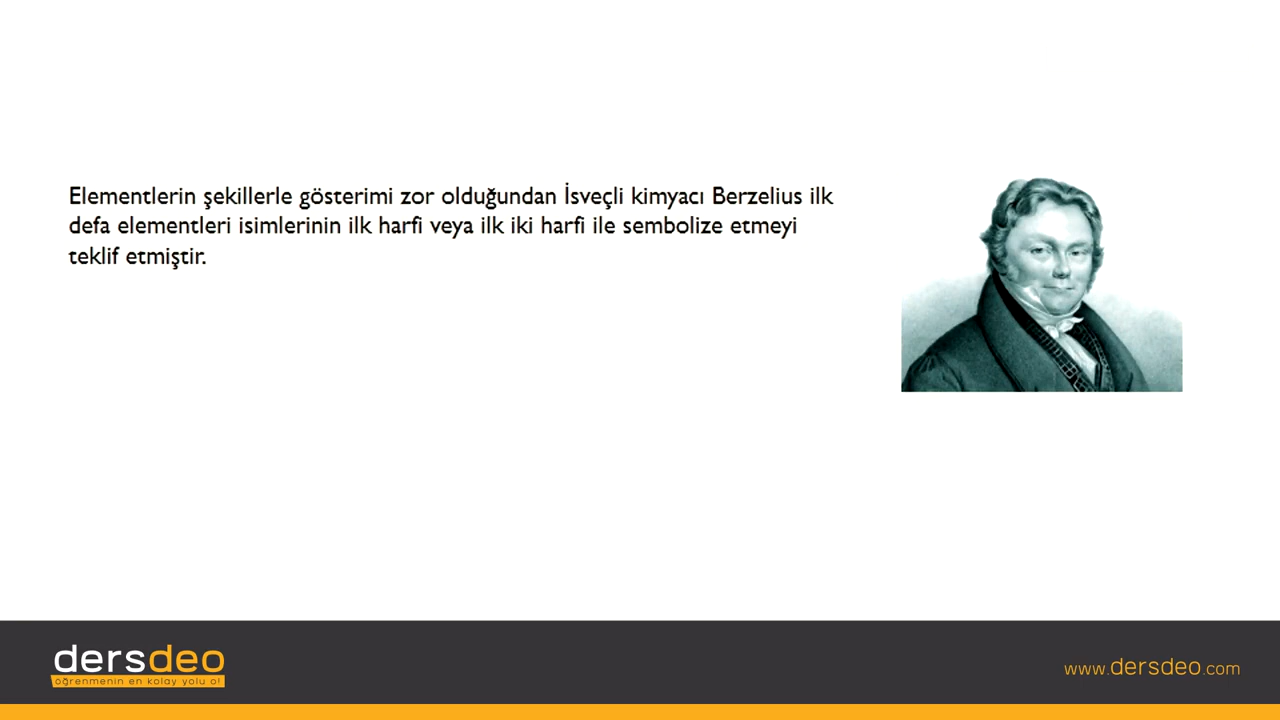 Elementlerin şekillerle gösterimi zor olduğundan İsveçli kimyacı Berzelius ilk
defa elementleri isimlerinin ilk harfi veya ilk iki harfi ile sembolize etmeyi
teklif etmiştir.
dersdeo
öğrenmenin en kolay yolu o!
www.dersdeo.com